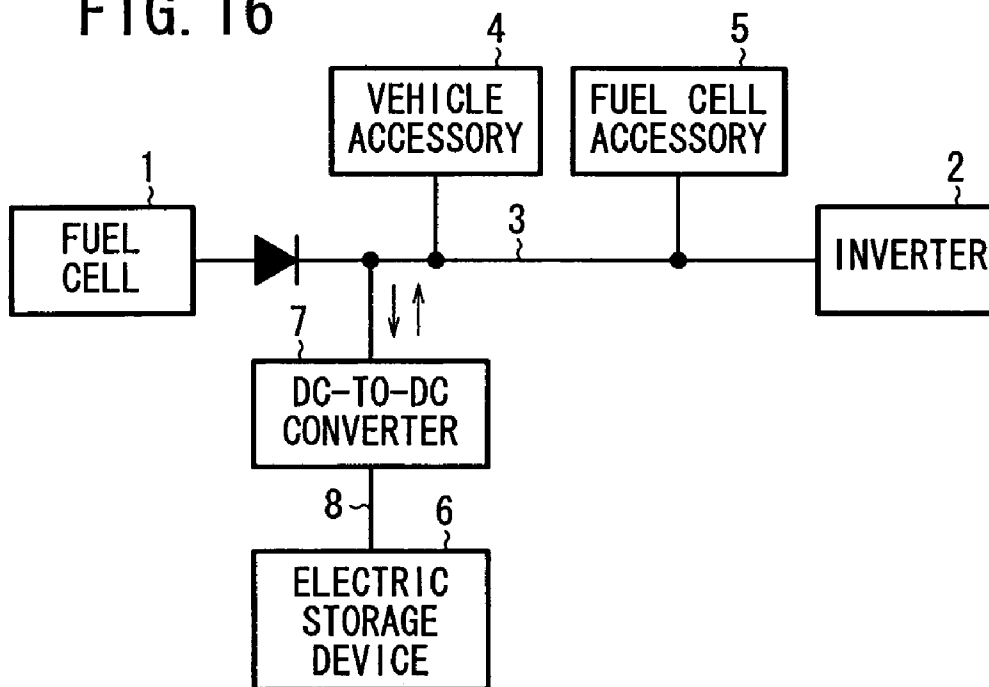 FIG. 16
4
5
VEHICLE
ACCESSORY
FUEL CELL
ACCESSORY
1
2
FUEL
CELL
3
INVERTER
7
DC-TO-DC
CONVERTER
8
6
ELECTRIC
STORAGE
DEVICE